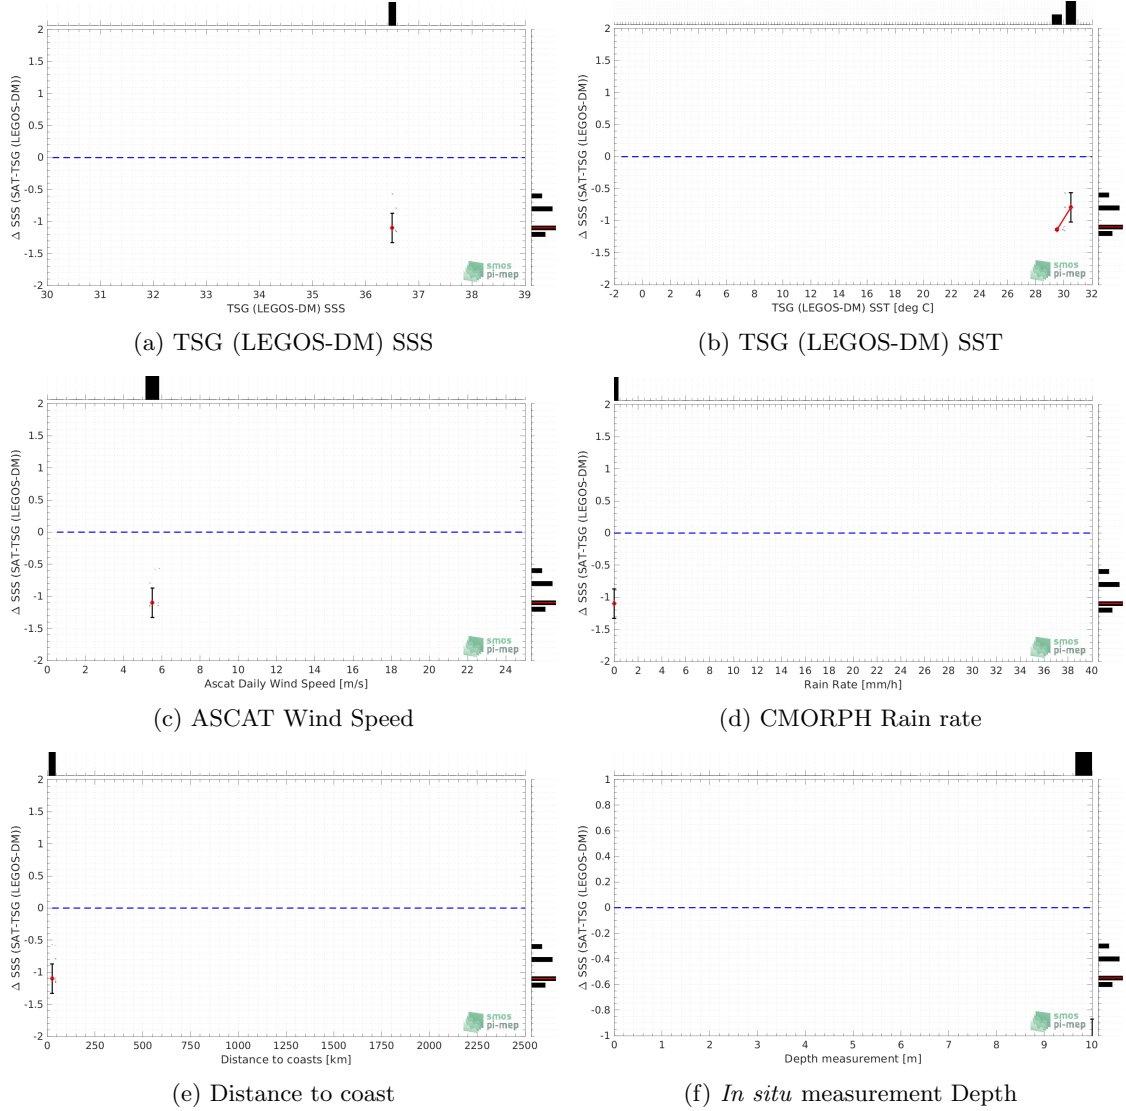 2
1.5
1
0.5
0
-0.5
-1
-1.5
-2
Δ SSS (SAT-TSG (LEGOS-DM))
30 31 32 33 34 35 36 37 38 39
TSG (LEGOS-DM) SSS
smos
pi-mep
(a) TSG (LEGOS-DM) SSS
2
1.5
1
0.5
0
-0.5
-1
-1.5
-2
Δ SSS (SAT-TSG (LEGOS-DM))
-2 0 2 4 6 8 10 12 14 16 18 20 22 24 26 28 30 32
TSG (LEGOS-DM) SST [deg C]
smos
pi-mep
(b) TSG (LEGOS-DM) SST
2
1.5
1
0.5
0
-0.5
-1
-1.5
-2
Δ SSS (SAT-TSG (LEGOS-DM))
0 2 4 6 8 10 12 14 16 18 20 22 24
Ascat Daily Wind Speed [m/s]
smos
pi-mep
(c) ASCAT Wind Speed
2
1.5
1
0.5
0
-0.5
-1
-1.5
-2
Δ SSS (SAT-TSG (LEGOS-DM))
0 2 4 6 8 10 12 14 16 18 20 22 24 26 28 30 32 34 36 38 40
Rain Rate [mm/h]
smos
pi-mep
(d) CMORPH Rain rate
2
1.5
1
0.5
0
-0.5
-1
-1.5
-2
Δ SSS (SAT-TSG (LEGOS-DM))
0 250 500 750 1000 1250 1500 1750 2000 2250 2500
Distance to coasts [km]
smos
pi-mep
(e) Distance to coast
1
0.8
0.6
0.4
0.2
0
-0.2
-0.4
-0.6
-0.8
-1
Δ SSS (SAT-TSG (LEGOS-DM))
0 1 2 3 4 5 6 7 8 9 10
Depth measurement [m]
smos
pi-mep
(f) In situ measurement Depth